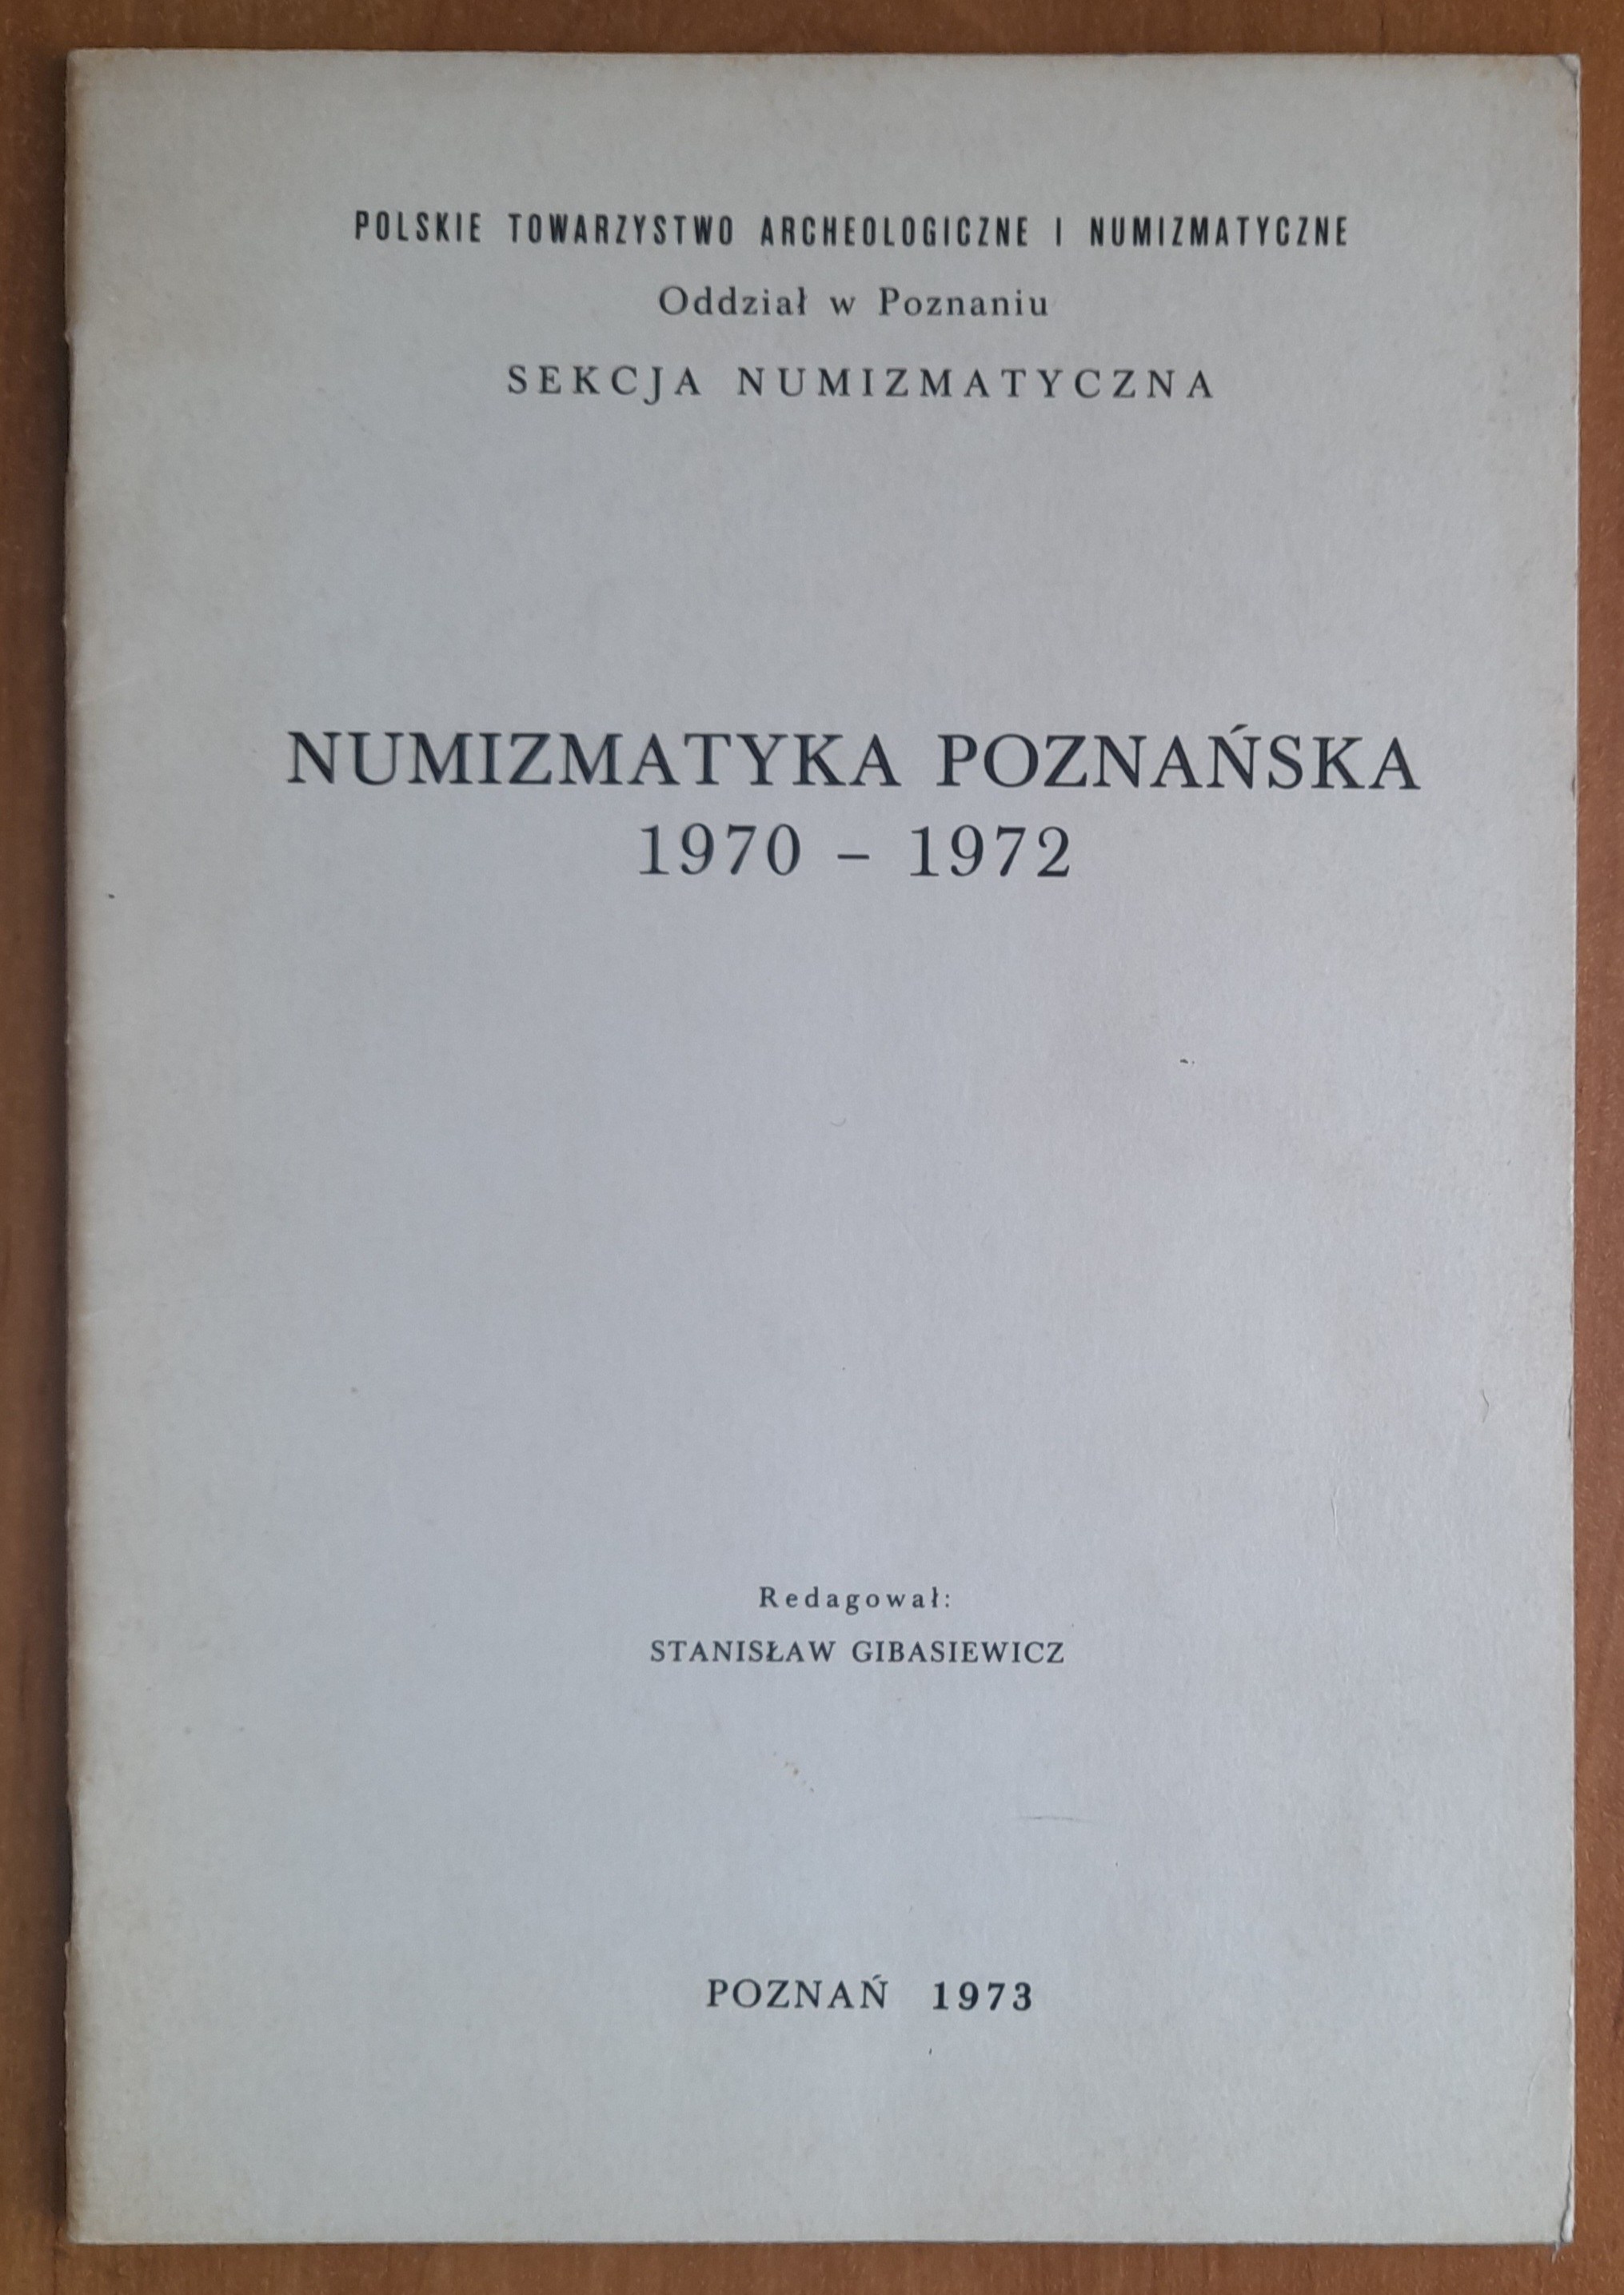 POLSKIE TOWARZYSTWO ARCHEOLOGICZNE I NUMIZMATYCZNE
Oddział w Poznaniu
SEKCJA NUMIZMATYCZNA
NUMIZMATYKA POZNAŃSKA
1970 – 1972
Redagował:
STANISŁAW GIBASIEWICZ
POZNAŃ 1973